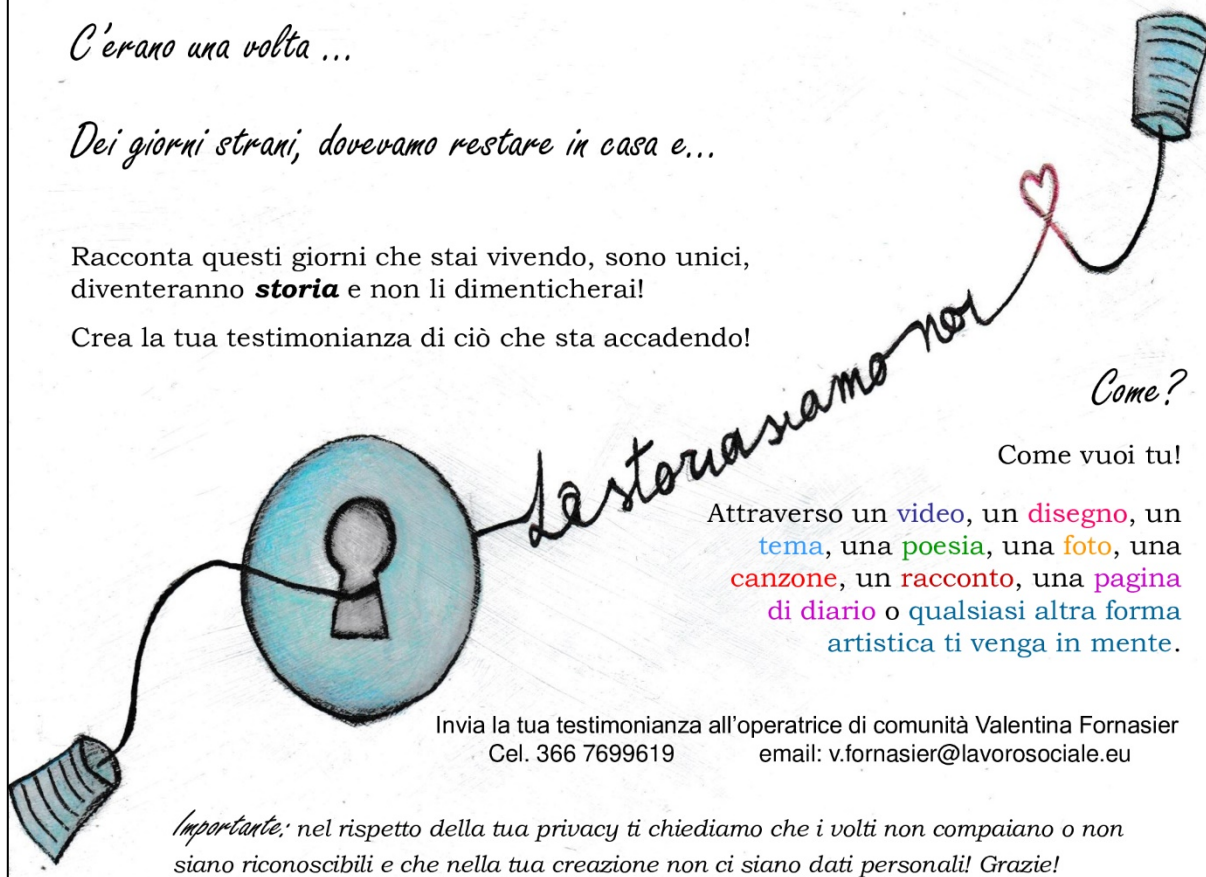 C'erano una volta ...
Dei giorni strani, dovevamo restare in casa e...
Racconta questi giorni che stai vivendo, sono unici,
diventeranno storia e non li dimenticherai!
Crea la tua testimonianza di ciò che sta accadendo!
La storia siamo noi
Come?
Come vuoi tu!
Attraverso un video, un disegno, un
tema, una poesia, una foto, una
canzone, un racconto, una pagina
di diario o qualsiasi altra forma
artistica ti venga in mente.
Invia la tua testimonianza all'operatrice di comunità Valentina Fornasier
Cel. 366 7699619 email: v.fornasier@lavorosociale.eu
Importante: nel rispetto della tua privacy ti chiediamo che i volti non compaiano o non
siano riconoscibili e che nella tua creazione non ci siano dati personali! Grazie!